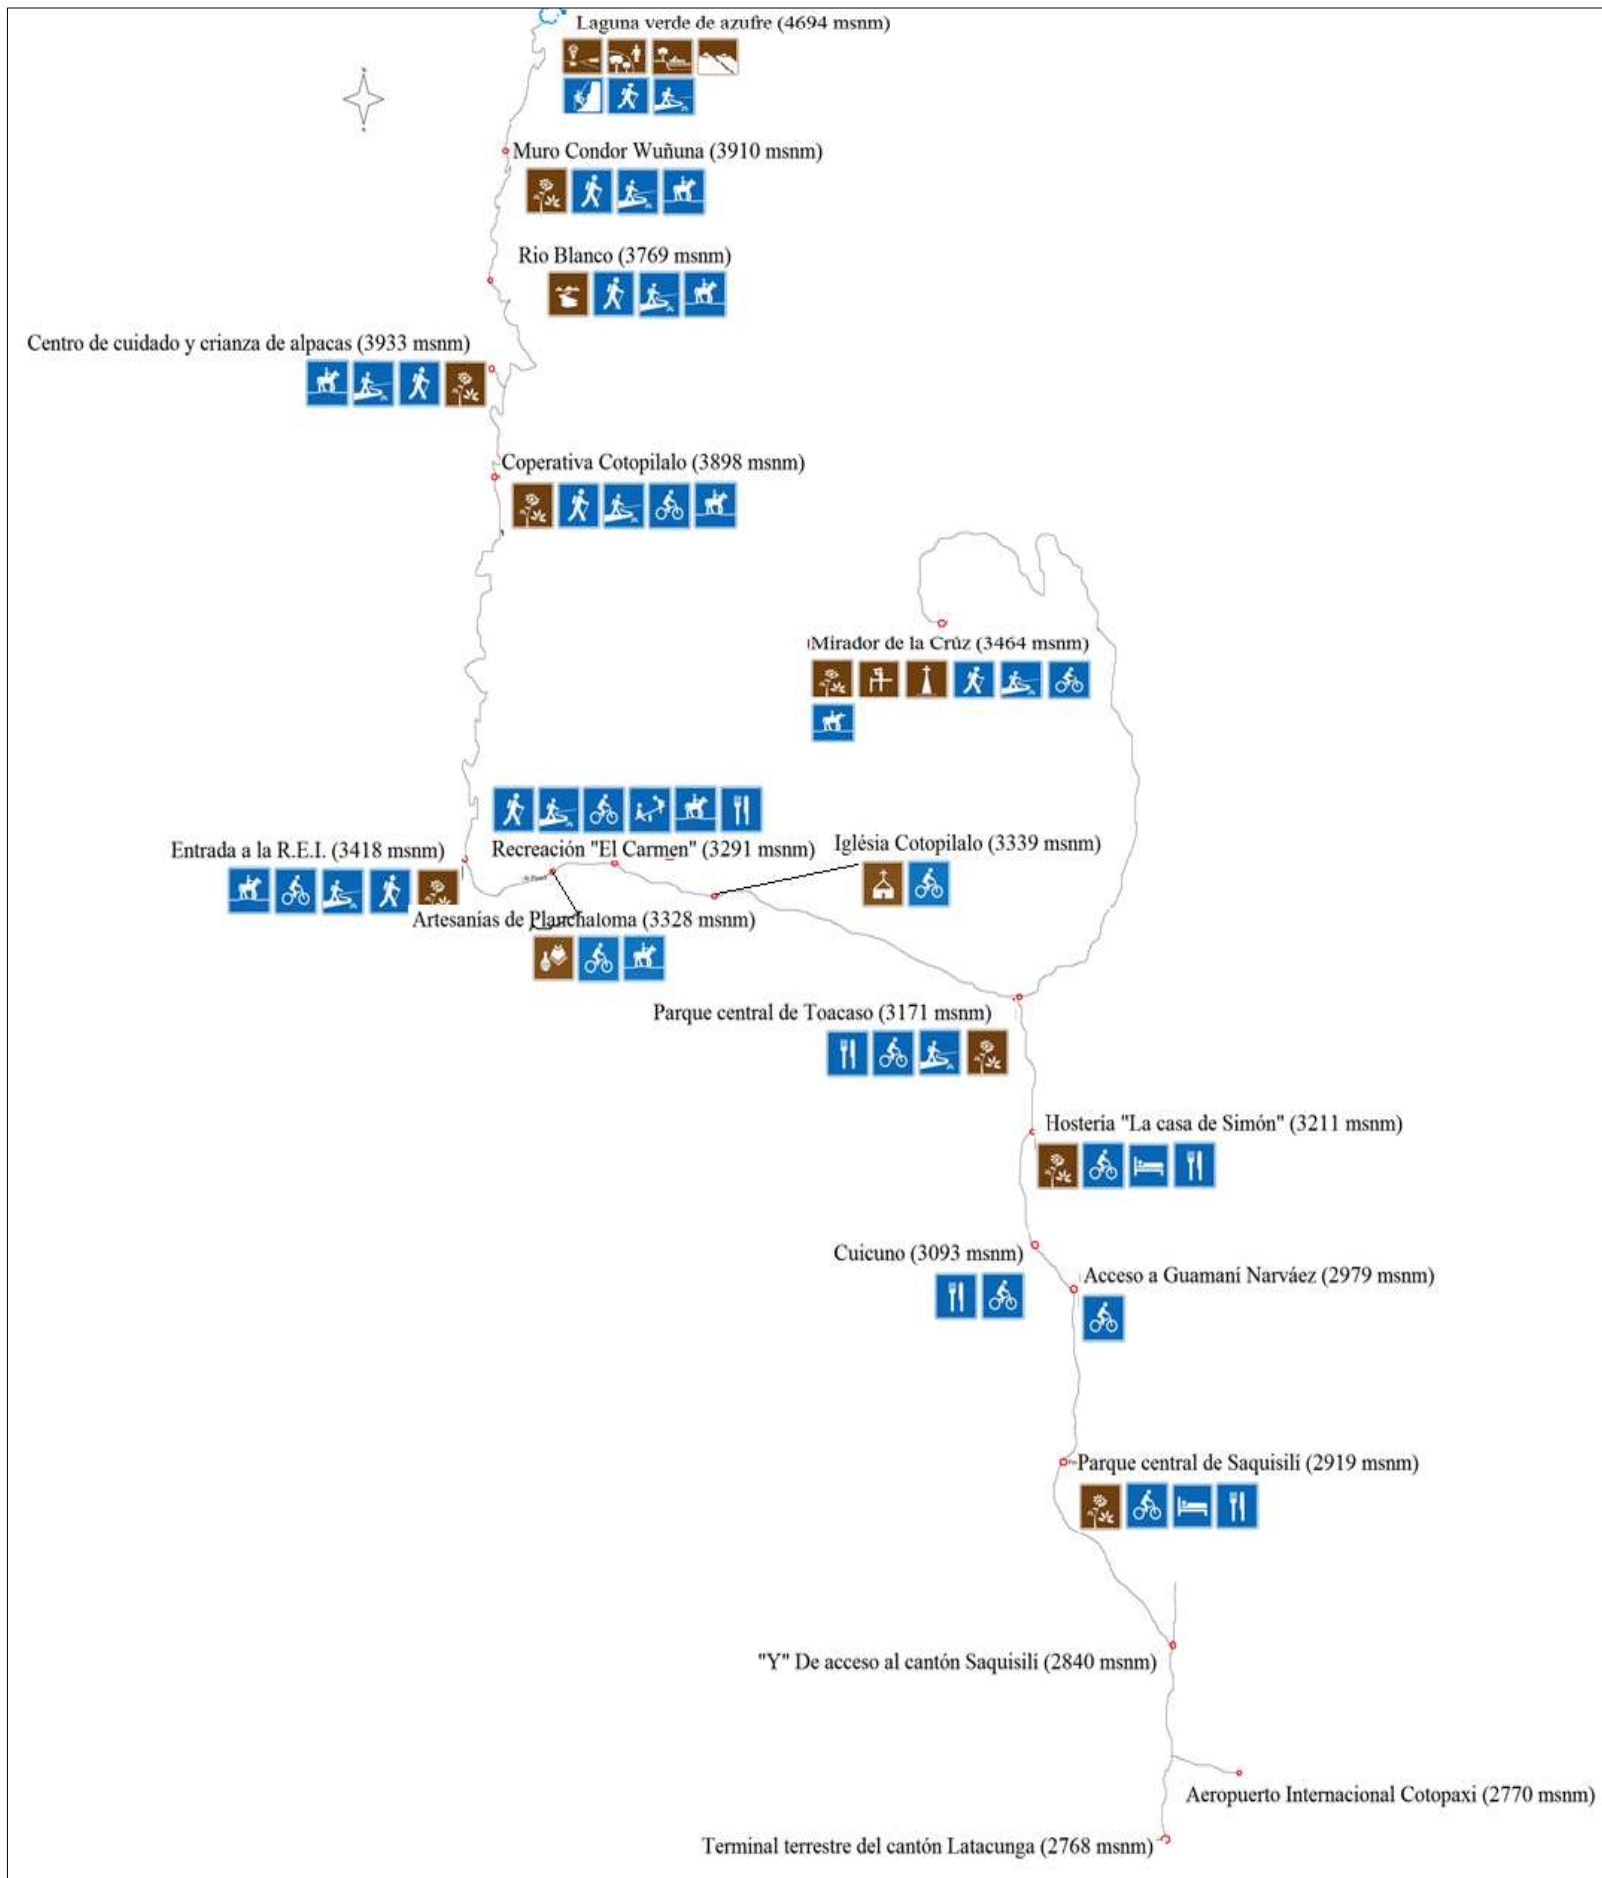 Laguna verde de azufre (4694 msnm)
Muro Condor Wuñuna (3910 msnm)
Rio Blanco (3769 msnm)
Centro de cuidado y crianza de alpacas (3933 msnm)
Coperativa Cotopilalo (3898 msnm)
Mirador de la Crúz (3464 msnm)
Entrada a la R.E.I. (3418 msnm)
Recreación "El Carmen" (3291 msnm)
Iglésia Cotopilalo (3339 msnm)
Artesanías de Planchaloma (3328 msnm)
Parque central de Toacaso (3171 msnm)
Hostería "La casa de Simón" (3211 msnm)
Cuicuno (3093 msnm)
Acceso a Guamaní Narváez (2979 msnm)
Parque central de Saquisilí (2919 msnm)
"Y" De acceso al cantón Saquisilí (2840 msnm)
Aeropuerto Internacional Cotopaxi (2770 msnm)
Terminal terrestre del cantón Latacunga (2768 msnm)